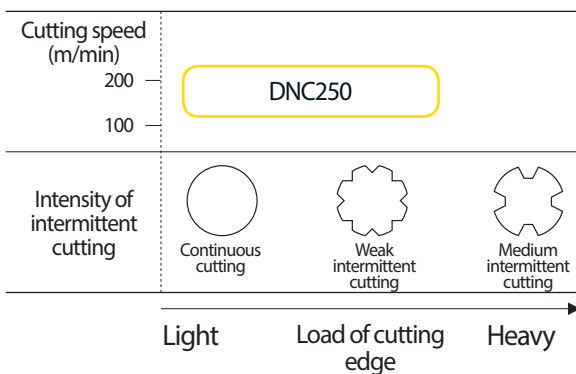 Cutting speed
(m/min)
200
100
DNC250
Intensity of
intermittent
cutting
Continuous
cutting
Weak
intermittent
cutting
Medium
intermittent
cutting
Light
Load of cutting
edge
Heavy